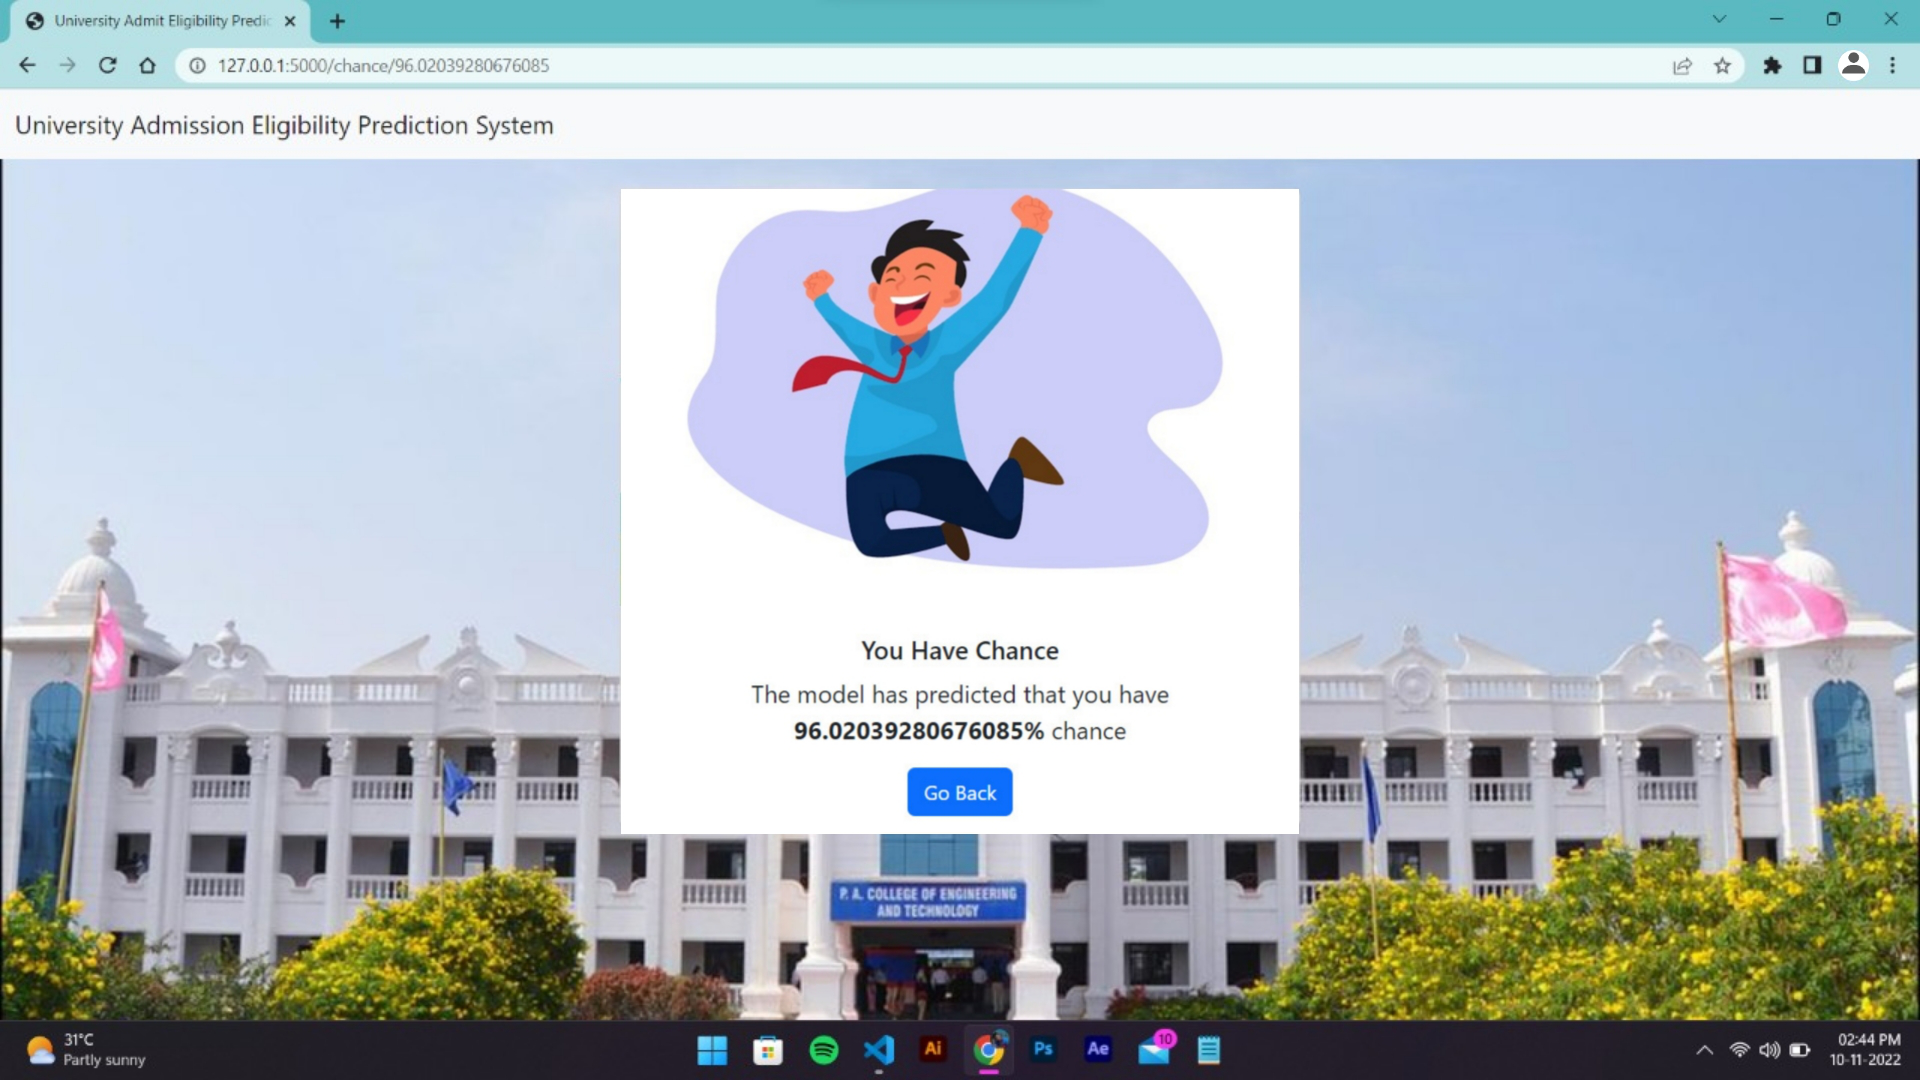 University Admit Eligibility Predic
127.0.0.1:5000/chance/96.02039280676085
University Admission Eligibility Prediction System
You Have Chance
The model has predicted that you have
96.02039280676085% chance
Go Back
P. A. COLLEGE OF ENGINEERING
AND TECHNOLOGY
31°C
Partly sunny
Ai
Ps
Ae
10
02:44 PM
10-11-2022